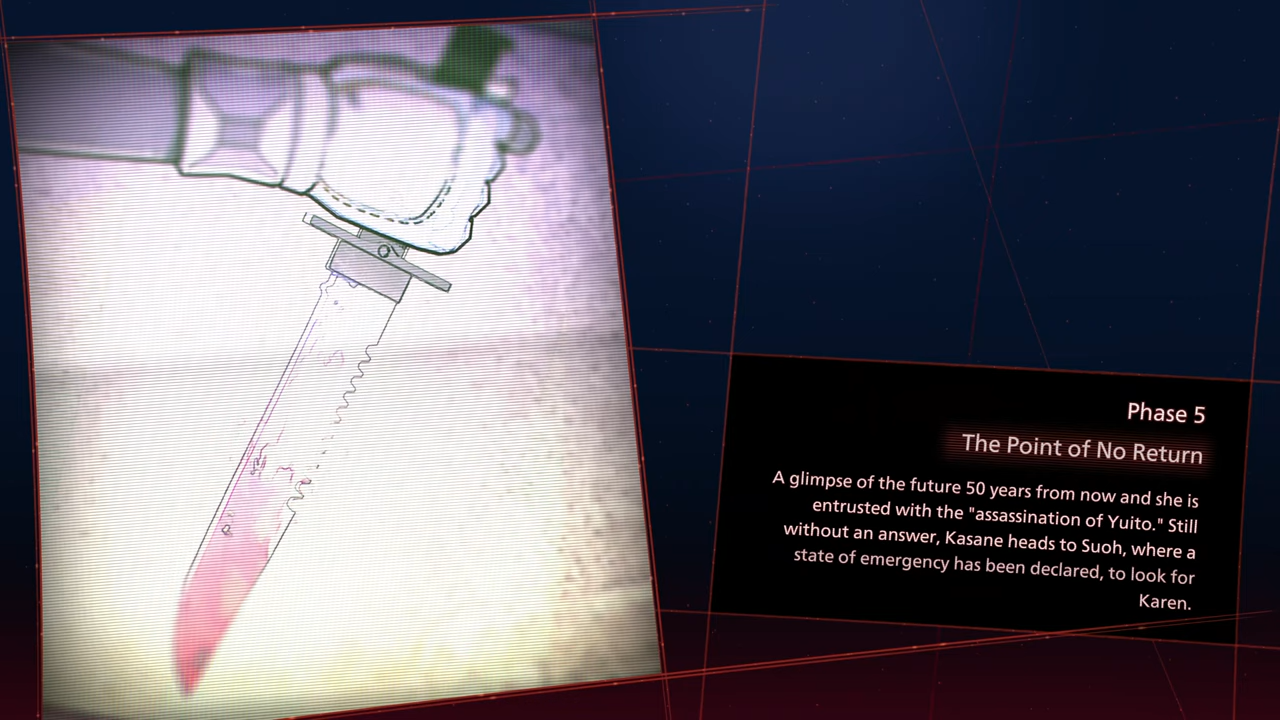 Phase 5
The Point of No Return
A glimpse of the future 50 years from now and she is
entrusted with the "assassination of Yuito." Still
without an answer, Kasane heads to Suoh, where a
state of emergency has been declared, to look for
Karen.